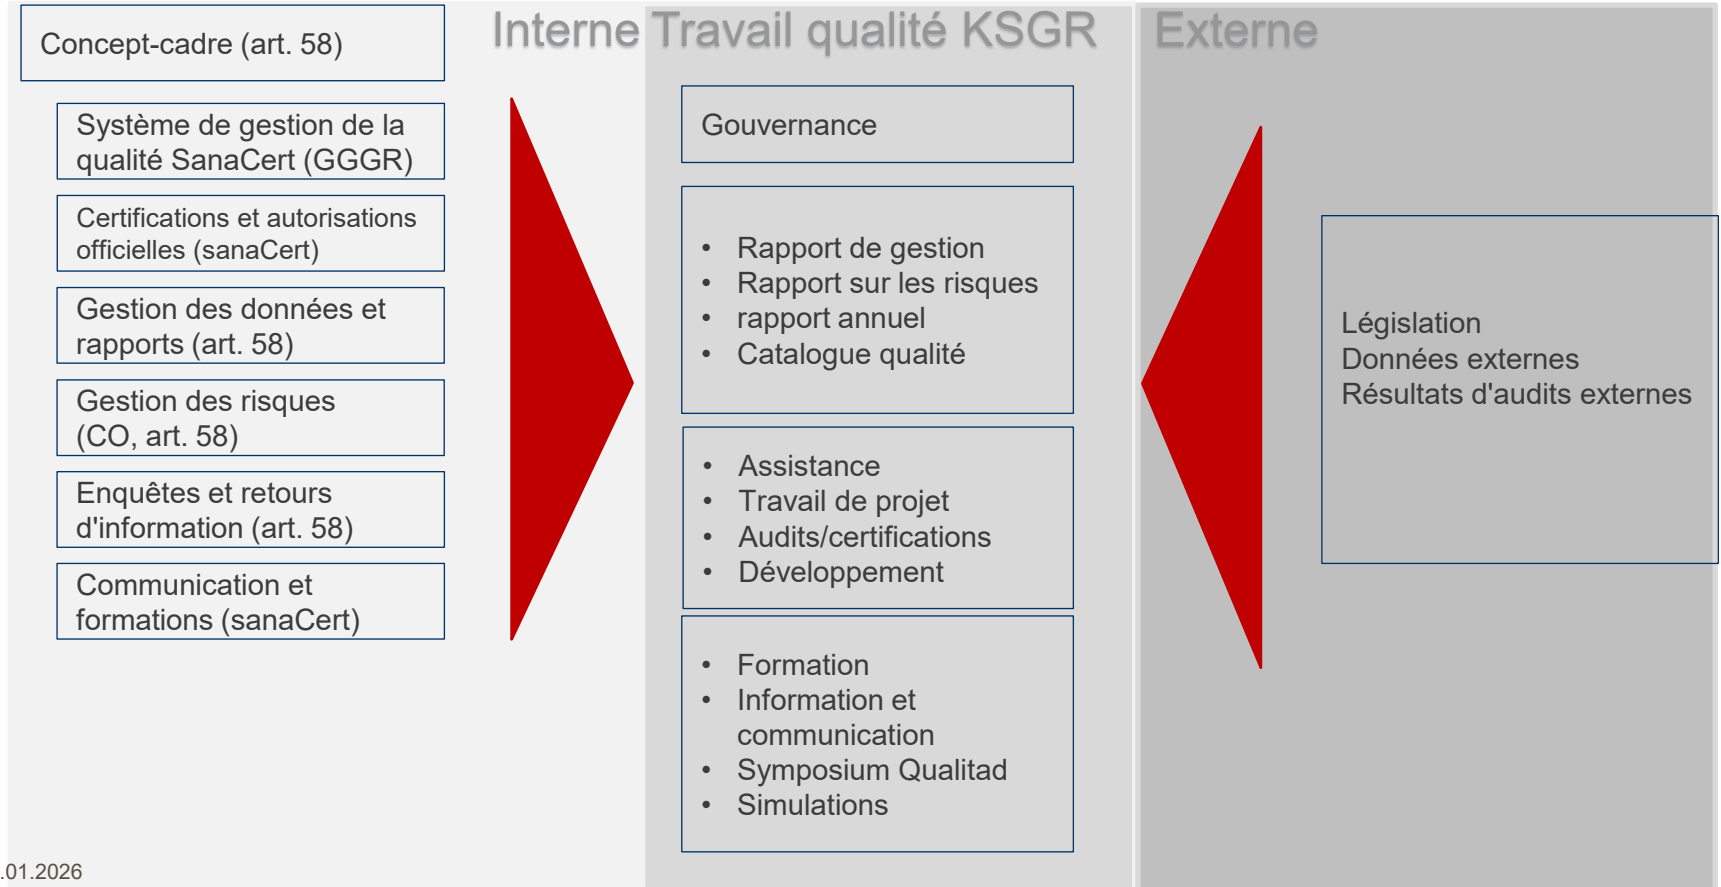 Interne Travail qualité KSGR Externe
Concept-cadre (art. 58)
Système de gestion de la
qualité SanaCert (GGGR)
Certifications et autorisations
officielles (sanaCert)
Gestion des données et
rapports (art. 58)
Gestion des risques
(CO, art. 58)
Enquêtes et retours
d'information (art. 58)
Communication et
formations (sanaCert)
Gouvernance
• Rapport de gestion
• Rapport sur les risques
• rapport annuel
• Catalogue qualité
• Assistance
• Travail de projet
• Audits/certifications
• Développement
• Formation
• Information et
communication
• Symposium Qualitad
• Simulations
Législation
Données externes
Résultats d'audits externes
.01.2026